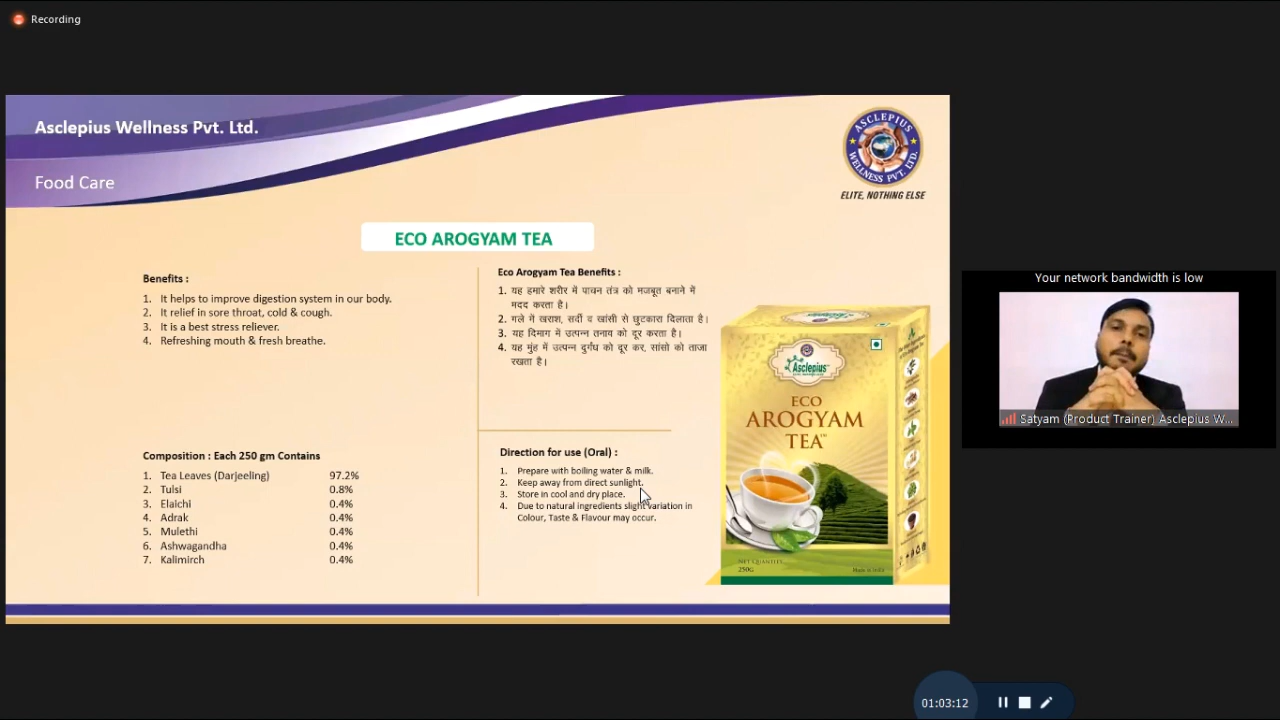 Recording
Asclepius Wellness Pvt. Ltd.
Food Care
ASCLEPIUS
WELLNESS PVT. LTD.
ELITE, NOTHING ELSE
ECO AROGYAM TEA
Benefits :
1. It helps to improve digestion system in our body.
2. It relief in sore throat, cold & cough.
3. It is a best stress reliever.
4. Refreshing mouth & fresh breathe.
Eco Arogyam Tea Benefits :
1. यह हमारे शरीर में पाचन तंत्र को मजबूत बनाने में
मदद करता है।
2. गले में खराश, सर्दी व खांसी से छुटकारा दिलाता है।
3. यह दिमाग में उत्पन्न तनाय को दूर करता है।
4. यह मुंह में उत्पन्न दुर्गंध को दूर कर, सांसो को ताजा
रखता है।
Composition : Each 250 gm Contains
1. Tea Leaves (Darjeeling) 97.2%
2. Tulsi 0.8%
3. Elaichi 0.4%
4. Adrak 0.4%
5. Mulethi 0.4%
6. Ashwagandha 0.4%
7. Kalimirch 0.4%
Direction for use (Oral) :
1. Prepare with boiling water & milk.
2. Keep away from direct sunlight.
3. Store in cool and dry place.
4. Due to natural ingredients slight variation in
Colour, Taste & Flavour may occur.
Asclepius
ECO
AROGYAM
TEA™
NET QUANTITY
250G
Made in India
Your network bandwidth is low
Satyam (Product Trainer) Asclepius W...
01:03:12